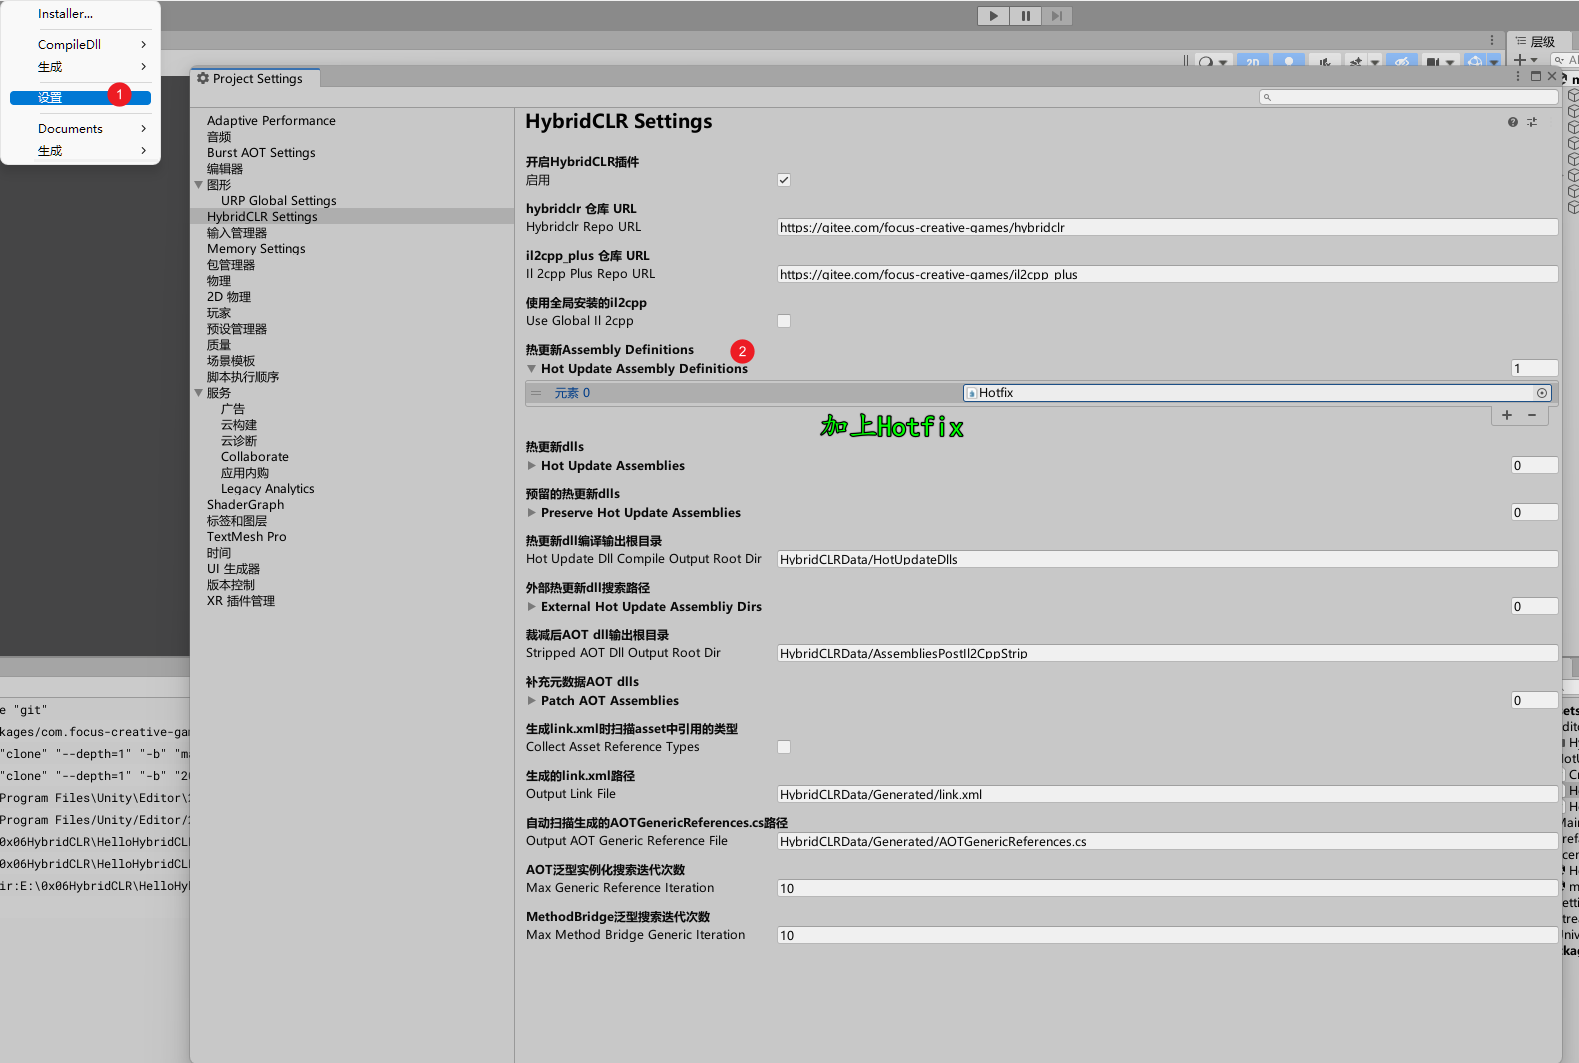 Installer...
CompileDll
生成
设置
1
Documents
生成
层级
2D
Project Settings
Adaptive Performance
音频
Burst AOT Settings
编辑器
图形
URP Global Settings
HybridCLR Settings
输入管理器
Memory Settings
包管理器
物理
2D 物理
玩家
预设管理器
质量
场景模板
脚本执行顺序
服务
广告
云构建
云诊断
Collaborate
应用内购
Legacy Analytics
ShaderGraph
标签和图层
TextMesh Pro
时间
UI 生成器
版本控制
XR 插件管理
HybridCLR Settings
开启HybridCLR插件
启用
hybridclr 仓库 URL
Hybridclr Repo URL
https://gitee.com/focus-creative-games/hybridclr
il2cpp_plus 仓库 URL
Il 2cpp Plus Repo URL
https://gitee.com/focus-creative-games/il2cpp_plus
使用全局安装的il2cpp
Use Global Il 2cpp
热更新Assembly Definitions
2
Hot Update Assembly Definitions
1
元素 0
Hotfix
加上Hotfix
热更新dlls
Hot Update Assemblies
0
预留的热更新dlls
Preserve Hot Update Assemblies
0
热更新dll编译输出根目录
Hot Update Dll Compile Output Root Dir
HybridCLRData/HotUpdateDlls
外部热更新dll搜索路径
External Hot Update Assembliy Dirs
0
裁减后AOT dll输出根目录
Stripped AOT Dll Output Root Dir
HybridCLRData/AssembliesPostIl2CppStrip
补充元数据AOT dlls
Patch AOT Assemblies
0
生成link.xml时扫描asset中引用的类型
Collect Asset Reference Types
生成的link.xml路径
Output Link File
HybridCLRData/Generated/link.xml
自动扫描生成的AOTGenericReferences.cs路径
Output AOT Generic Reference File
HybridCLRData/Generated/AOTGenericReferences.cs
AOT泛型实例化搜索迭代次数
Max Generic Reference Iteration
10
MethodBridge泛型搜索迭代次数
Max Method Bridge Generic Iteration
10
e "git"
kages/com.focus-creative-gam
"clone" "--depth=1" "-b" "ma
"clone" "--depth=1" "-b" "20
Program Files\Unity\Editor\
Program Files/Unity/Editor/
0x06HybridCLR\HelloHybridCLR
0x06HybridCLR\HelloHybridCLR
ir:E:\0x06HybridCLR\HelloHyb